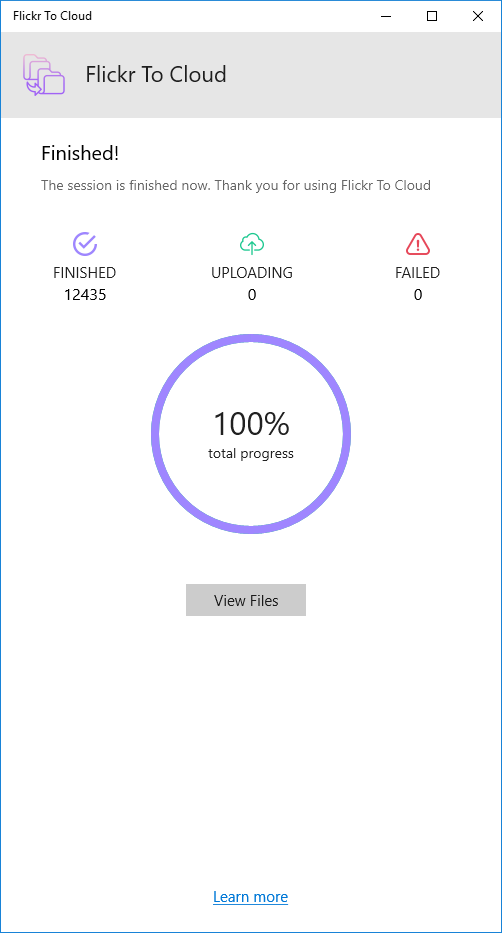 Flickr To Cloud
Flickr To Cloud
Finished!
The session is finished now. Thank you for using Flickr To Cloud
FINISHED
12435
UPLOADING
0
FAILED
0
100%
total progress
View Files
Learn more